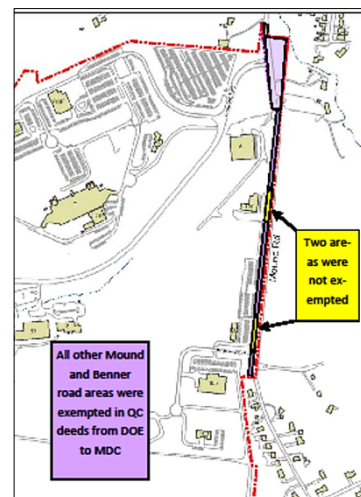 Two are-
as were
not ex-
empted
Mound Rd
All other Mound
and Benner
road areas were
exempted in QC
deeds from DOE
to MDC